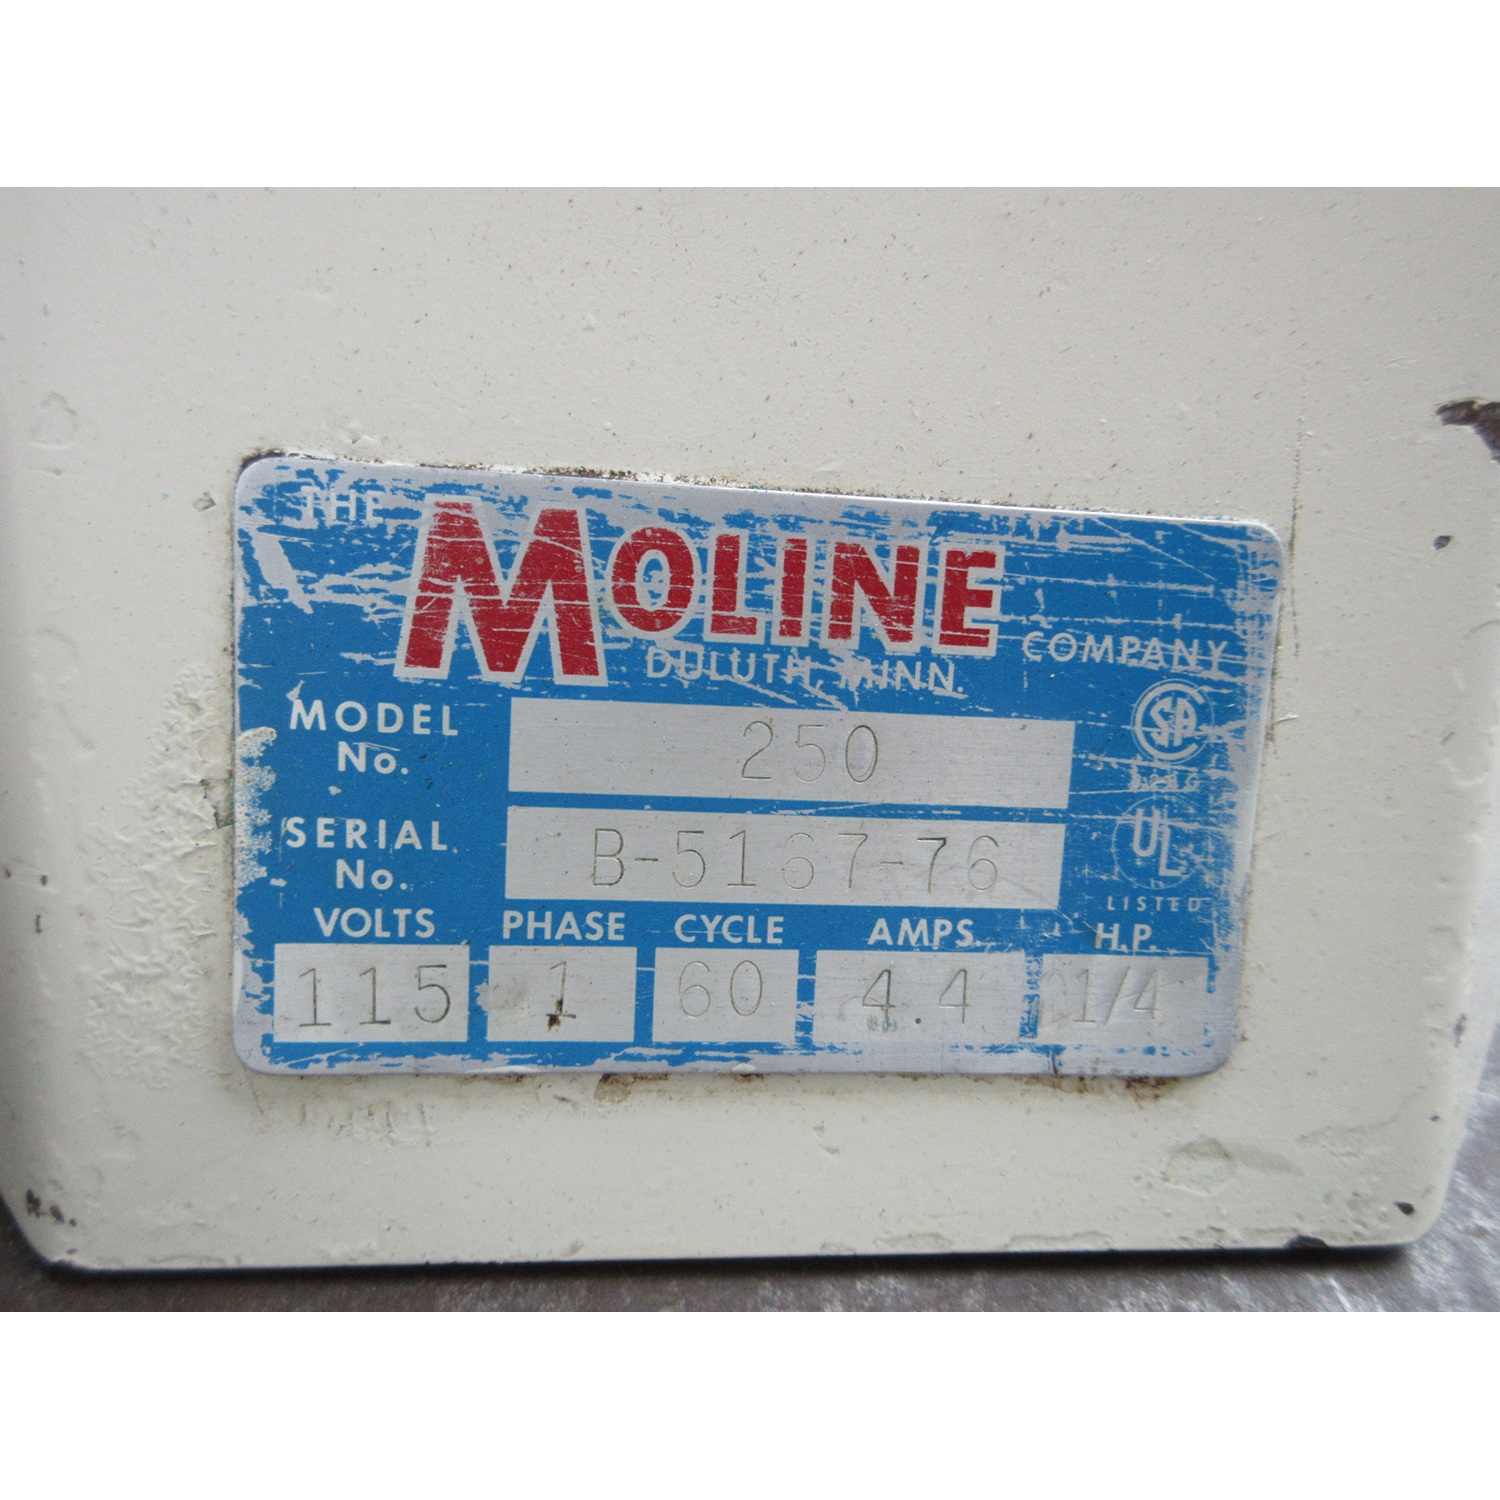 THE MOLINE COMPANY
DULUTH, MINN.
MODEL No. 250
SERIAL No. B-5167-76
VOLTS PHASE CYCLE AMPS. H.P.
115 1 60 4.4 1/4
CSA
UL
LISTED